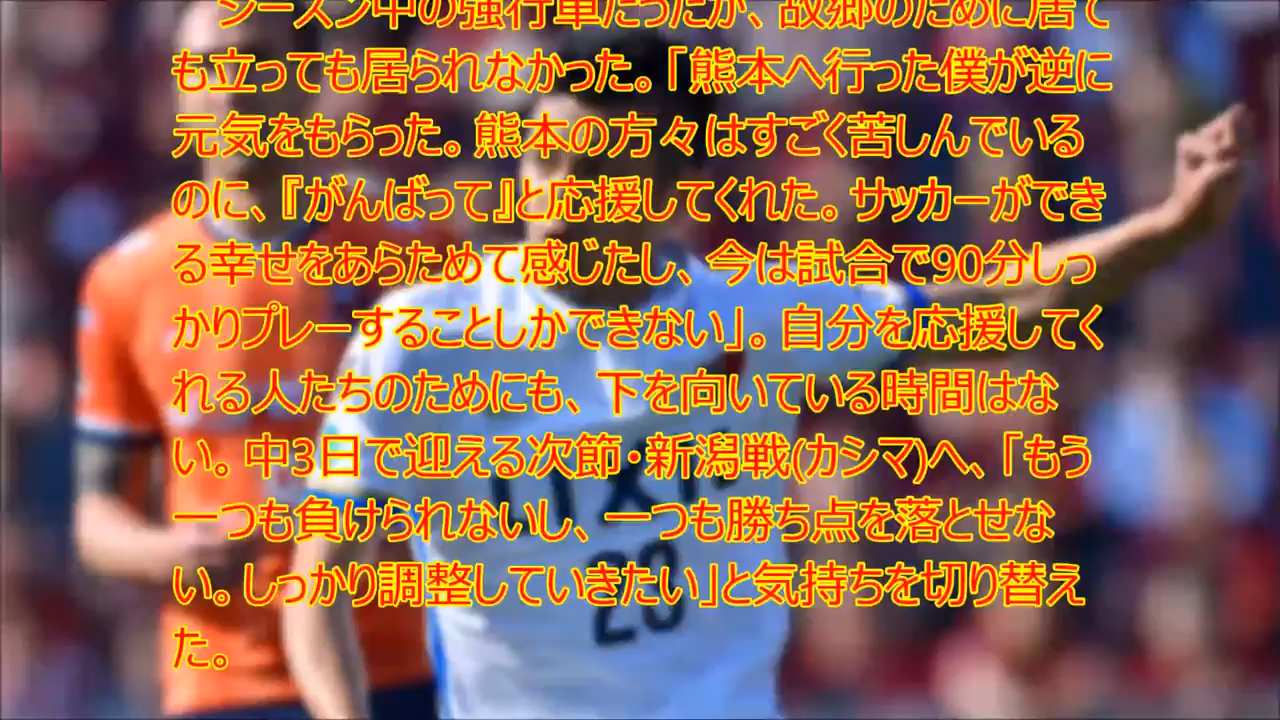 シーズン中の強行軍だったが、故郷のために居て
も立っても居られなかった。「熊本へ行った僕が逆に
元気をもらった。熊本の方々はすごく苦しんでいる
のに、『がんばって』と応援してくれた。サッカーができ
る幸せをあらためて感じたし、今は試合で90分しっ
かりプレーすることしかできない」。自分を応援してく
れる人たちのためにも、下を向いている時間はな
い。中3日で迎える次節・新潟戦(カシマ)へ、「もう
一つも負けられないし、一つも勝ち点を落とせな
い。しっかり調整していきたい」と気持ちを切り替え
た。
20